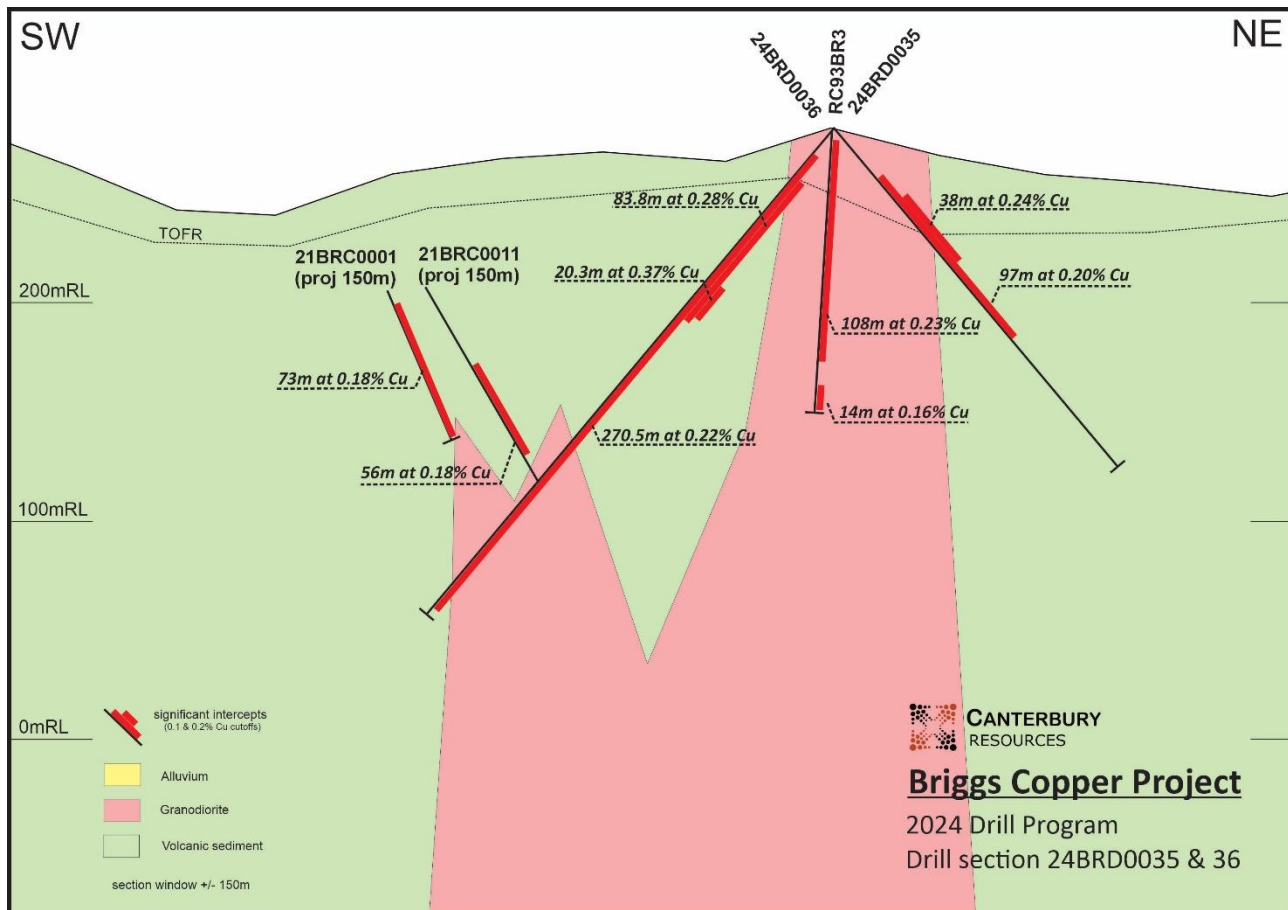 SW
NE
24BRD0036
RC93BR3
24BRD0035
83.8m at 0.28% Cu
38m at 0.24% Cu
TOFR
21BRC0001
(proj 150m)
21BRC0011
(proj 150m)
20.3m at 0.37% Cu
97m at 0.20% Cu
200mRL
108m at 0.23% Cu
73m at 0.18% Cu
14m at 0.16% Cu
270.5m at 0.22% Cu
56m at 0.18% Cu
100mRL
0mRL
significant intercepts
(0.1 & 0.2% Cu cutoffs)
Alluvium
Granodiorite
Volcanic sediment
section window +/- 150m
CANTERBURY
RESOURCES
Briggs Copper Project
2024 Drill Program
Drill section 24BRD0035 & 36